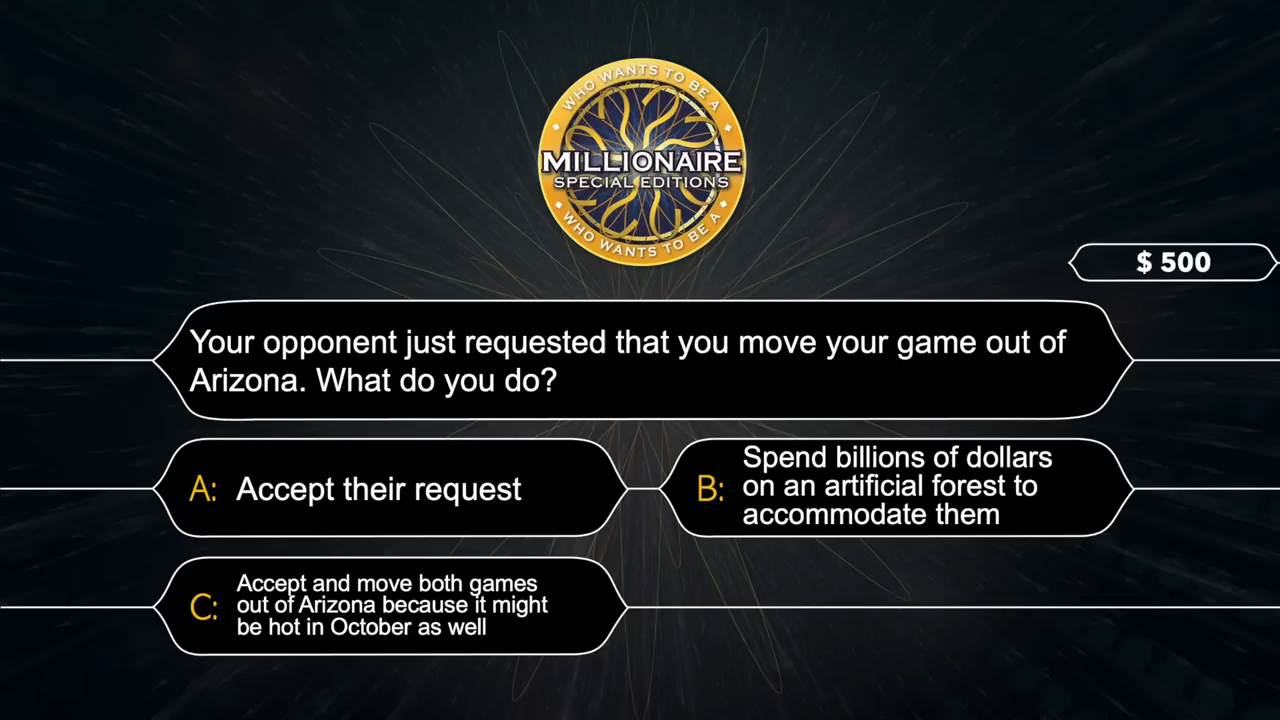 WHO WANTS TO BE A
MILLIONAIRE
SPECIAL EDITIONS
WHO WANTS TO BE A
$ 500
Your opponent just requested that you move your game out of
Arizona. What do you do?
A: Accept their request
B: Spend billions of dollars
on an artificial forest to
accommodate them
C: Accept and move both games
out of Arizona because it might
be hot in October as well